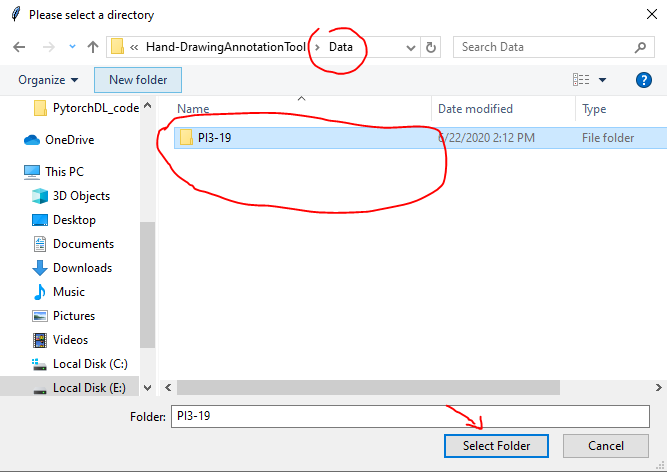 Please select a directory
« Hand-DrawingAnnotationTool › Data
Search Data
Organize
New folder
Name
Date modified
Type
PytorchDL_code
OneDrive
This PC
3D Objects
Desktop
Documents
Downloads
Music
Pictures
Videos
Local Disk (C:)
Local Disk (E:)
PI3-19
6/22/2020 2:12 PM
File folder
Folder:
PI3-19
Select Folder
Cancel